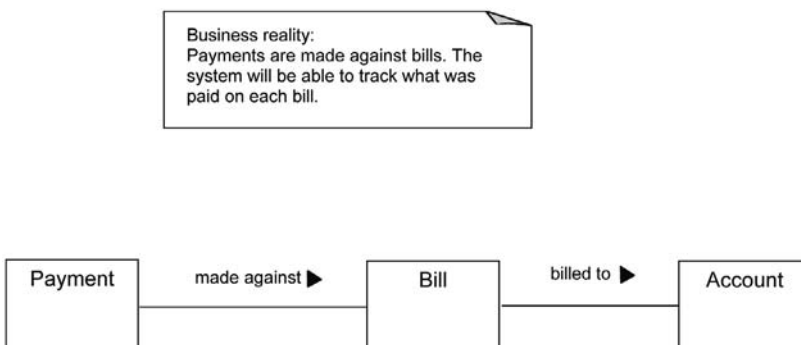 Business reality:
Payments are made against bills. The
system will be able to track what was
paid on each bill.
Payment
made against
Bill
billed to
Account